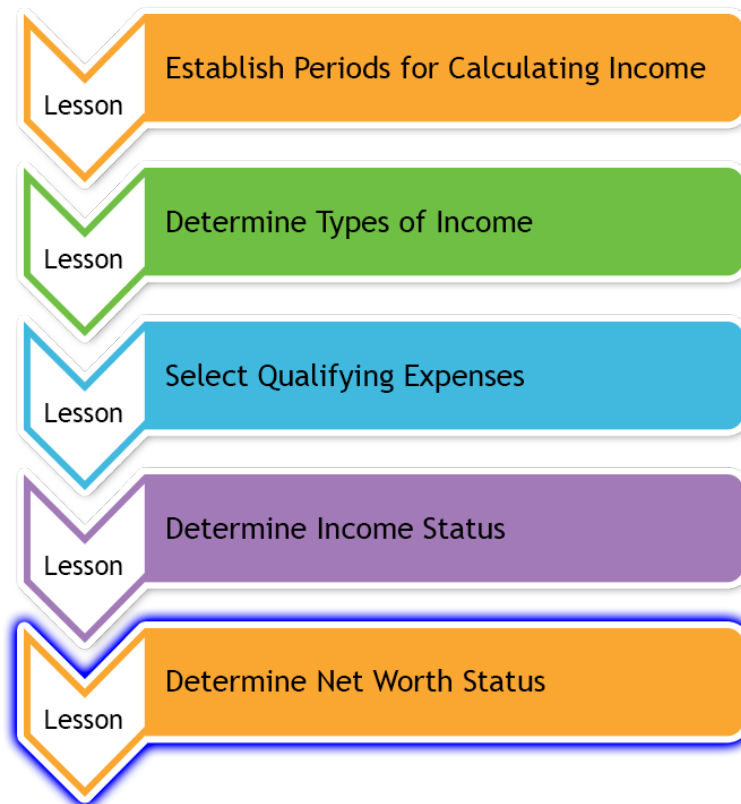 Establish Periods for Calculating Income
Lesson
Determine Types of Income
Lesson
Select Qualifying Expenses
Lesson
Determine Income Status
Lesson
Determine Net Worth Status
Lesson